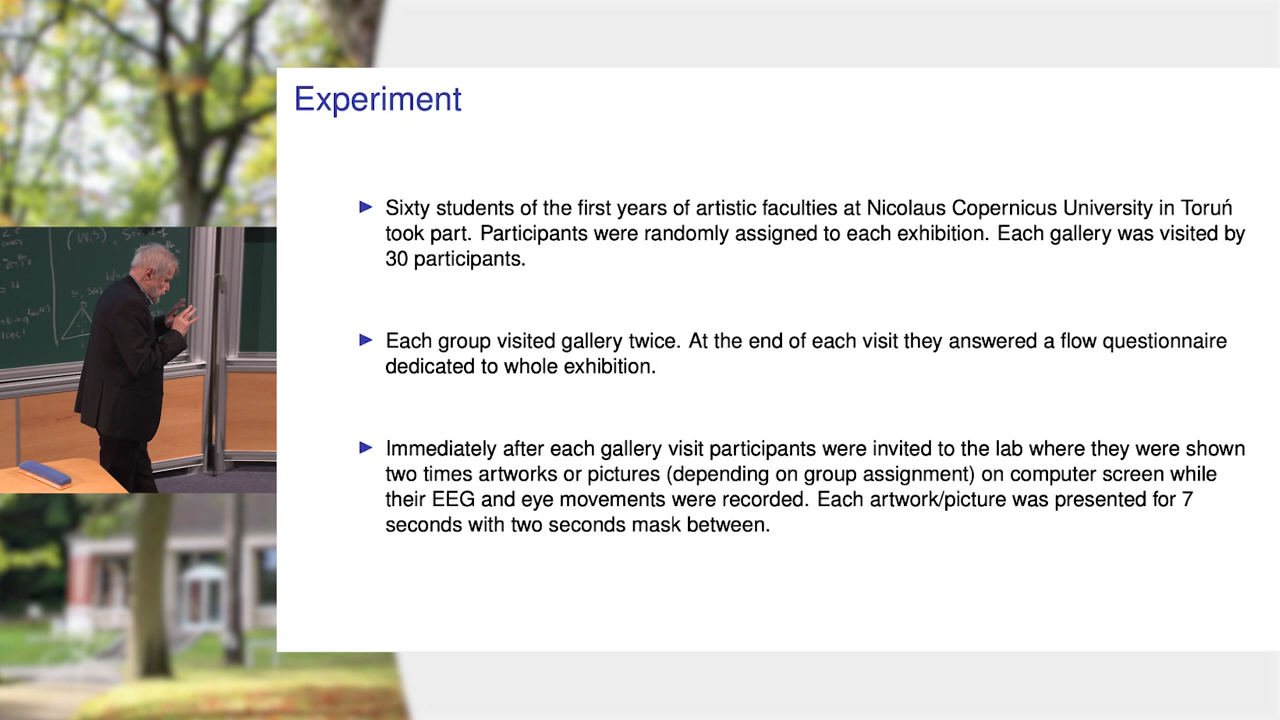 Experiment
Sixty students of the first years of artistic faculties at Nicolaus Copernicus University in Toruń
took part. Participants were randomly assigned to each exhibition. Each gallery was visited by
30 participants.
Each group visited gallery twice. At the end of each visit they answered a flow questionnaire
dedicated to whole exhibition.
Immediately after each gallery visit participants were invited to the lab where they were shown
two times artworks or pictures (depending on group assignment) on computer screen while
their EEG and eye movements were recorded. Each artwork/picture was presented for 7
seconds with two seconds mask between.